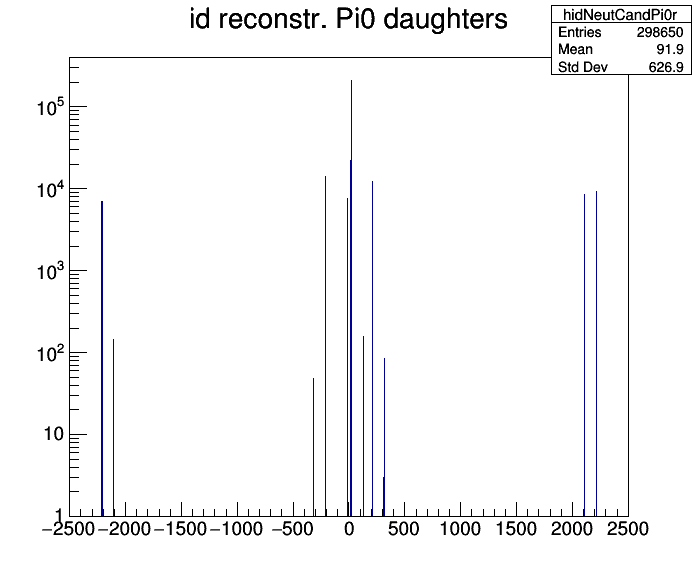 id reconstr. Pi0 daughters
hidNeutCandPi0r
Entries 298650
Mean 91.9
Std Dev 626.9
10^5
10^4
10^3
10^2
10
1
−2500 −2000 −1500 −1000 −500 0 500 1000 1500 2000 2500